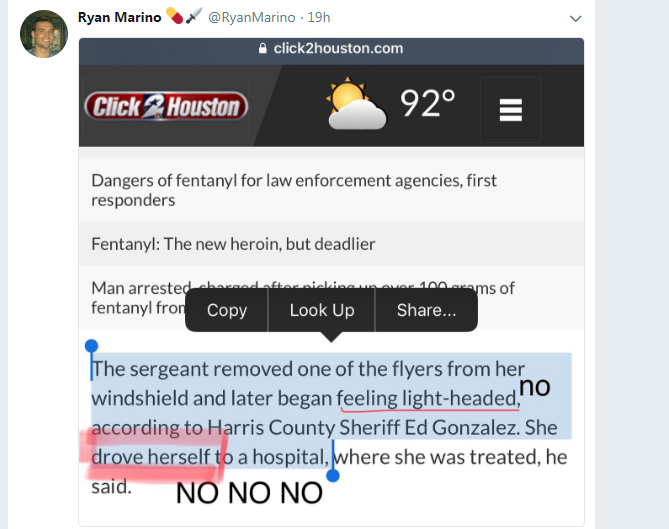 Ryan Marino @RyanMarino · 19h
click2houston.com
Click 2 Houston 92°
Dangers of fentanyl for law enforcement agencies, first
responders
Fentanyl: The new heroin, but deadlier
Man arrested, charged after picking up over 100 grams of
fentanyl from
Copy Look Up Share...
The sergeant removed one of the flyers from her
windshield and later began feeling light-headed, no
according to Harris County Sheriff Ed Gonzalez. She
drove herself to a hospital, where she was treated, he
said. NO NO NO